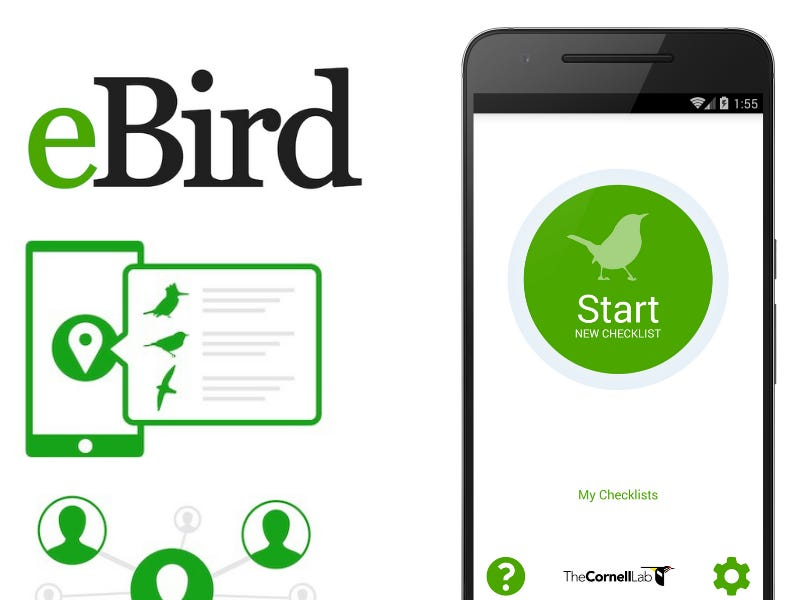 eBird
1:55
Start
NEW CHECKLIST
My Checklists
?
TheCornellLab